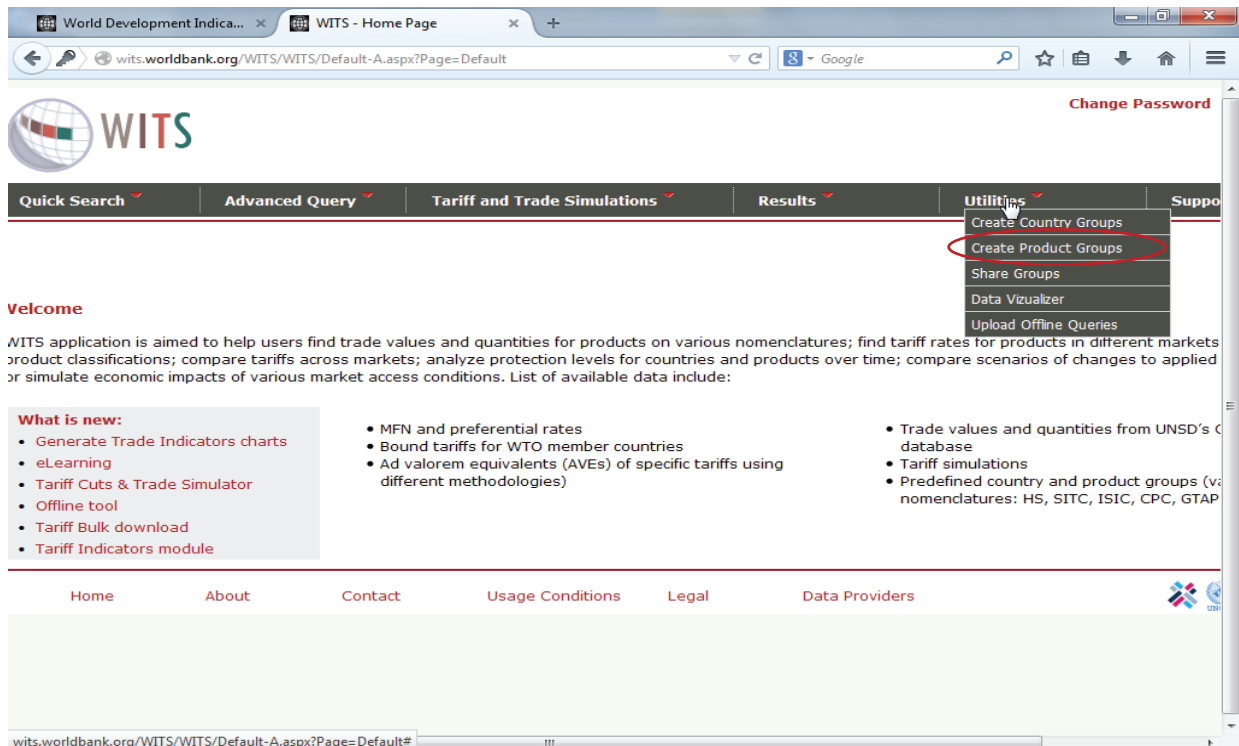 World Development Indica... × WITS - Home Page × +
wits.worldbank.org/WITS/WITS/Default-A.aspx?Page=Default Google
Change Password
WITS
Quick Search Advanced Query Tariff and Trade Simulations Results Utilities Suppo
Create Country Groups
Create Product Groups
Share Groups
Data Vizualizer
Upload Offline Queries
Welcome
WITS application is aimed to help users find trade values and quantities for products on various nomenclatures; find tariff rates for products in different markets
product classifications; compare tariffs across markets; analyze protection levels for countries and products over time; compare scenarios of changes to applied
or simulate economic impacts of various market access conditions. List of available data include:
What is new:
• Generate Trade Indicators charts
• eLearning
• Tariff Cuts & Trade Simulator
• Offline tool
• Tariff Bulk download
• Tariff Indicators module
• MFN and preferential rates
• Bound tariffs for WTO member countries
• Ad valorem equivalents (AVEs) of specific tariffs using
different methodologies)
• Trade values and quantities from UNSD's C
database
• Tariff simulations
• Predefined country and product groups (va
nomenclatures: HS, SITC, ISIC, CPC, GTAP
Home About Contact Usage Conditions Legal Data Providers
wits.worldbank.org/WITS/WITS/Default-A.aspx?Page=Default#